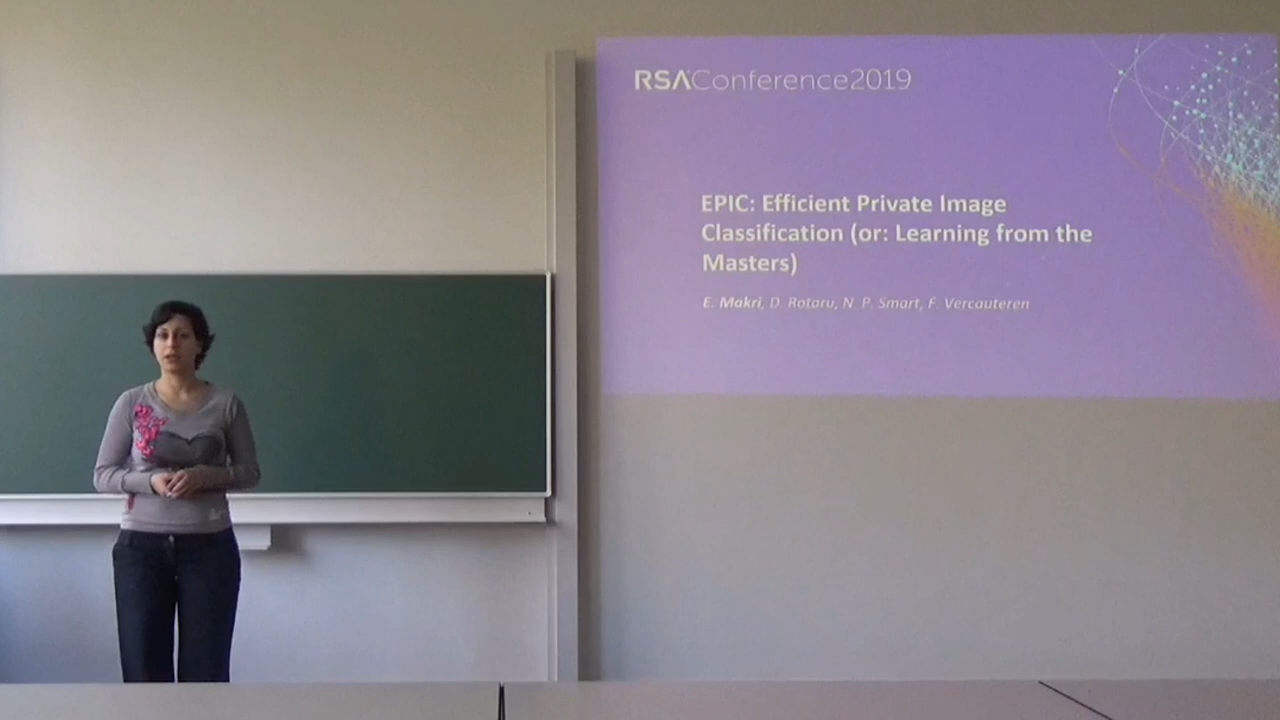 RSAConference2019
EPIC: Efficient Private Image
Classification (or: Learning from the
Masters)
E. Makri, D. Rotaru, N. P. Smart, F. Vercauteren